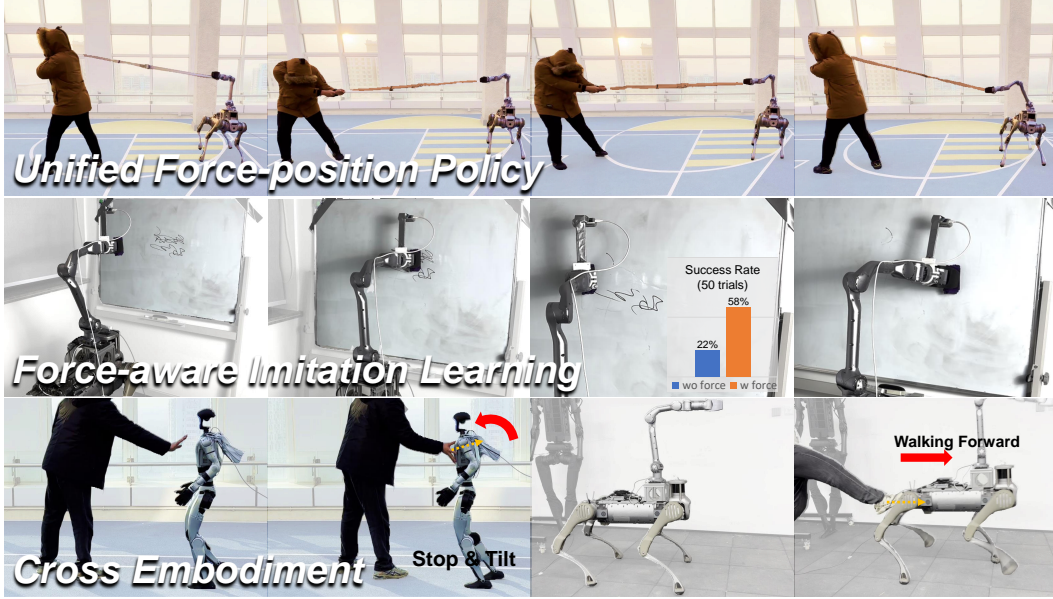 Unified Force-position Policy
Success Rate
(50 trials)
58%
22%
wo force
w force
Force-aware Imitation Learning
Walking Forward
Stop & Tilt
Cross Embodiment